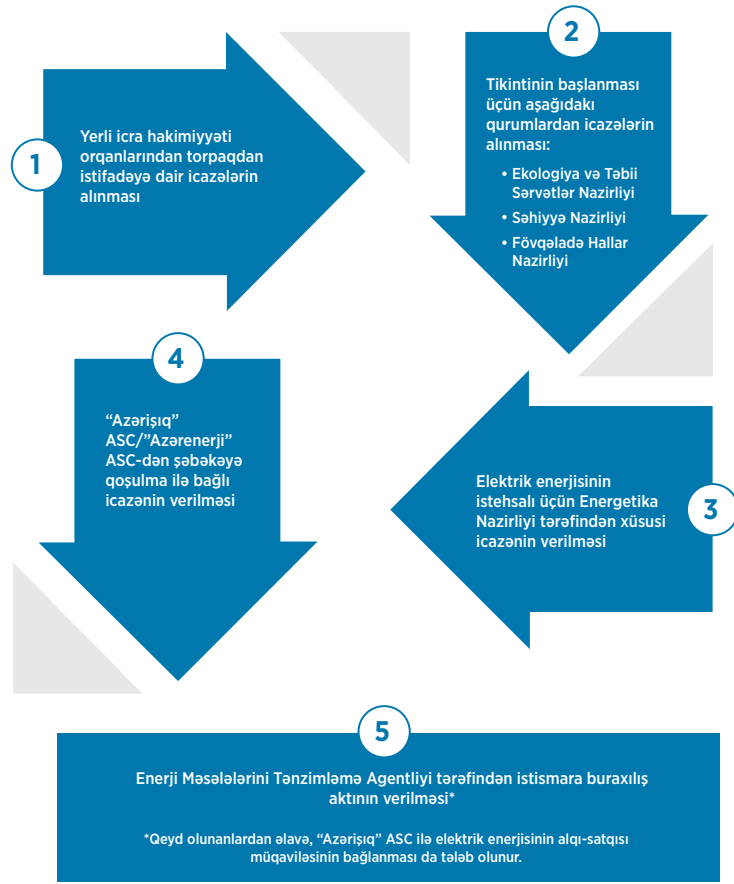 1
Yerli icra hakimiyyəti
orqanlarından torpaqdan
istifadəyə dair icazələrin
alınması
2
Tikintinin başlanması
üçün aşağıdakı
qurumlardan icazələrin
alınması:
• Ekologiya və Təbii
Sərvətlər Nazirliyi
• Səhiyyə Nazirliyi
• Fövqəladə Hallar
Nazirliyi
3
Elektrik enerjisinin
istehsalı üçün Energetika
Nazirliyi tərəfindən xüsusi
icazənin verilməsi
4
“Azərişıq”
ASC/”Azərenerji”
ASC-dən şəbəkəyə
qoşulma ilə bağlı
icazənin verilməsi
5
Enerji Məsələlərini Tənzimləmə Agentliyi tərəfindən istismara buraxılış
aktının verilməsi*
*Qeyd olunanlardan əlavə, “Azərişıq” ASC ilə elektrik enerjisinin alqı-satqısı
müqaviləsinin bağlanması da tələb olunur.